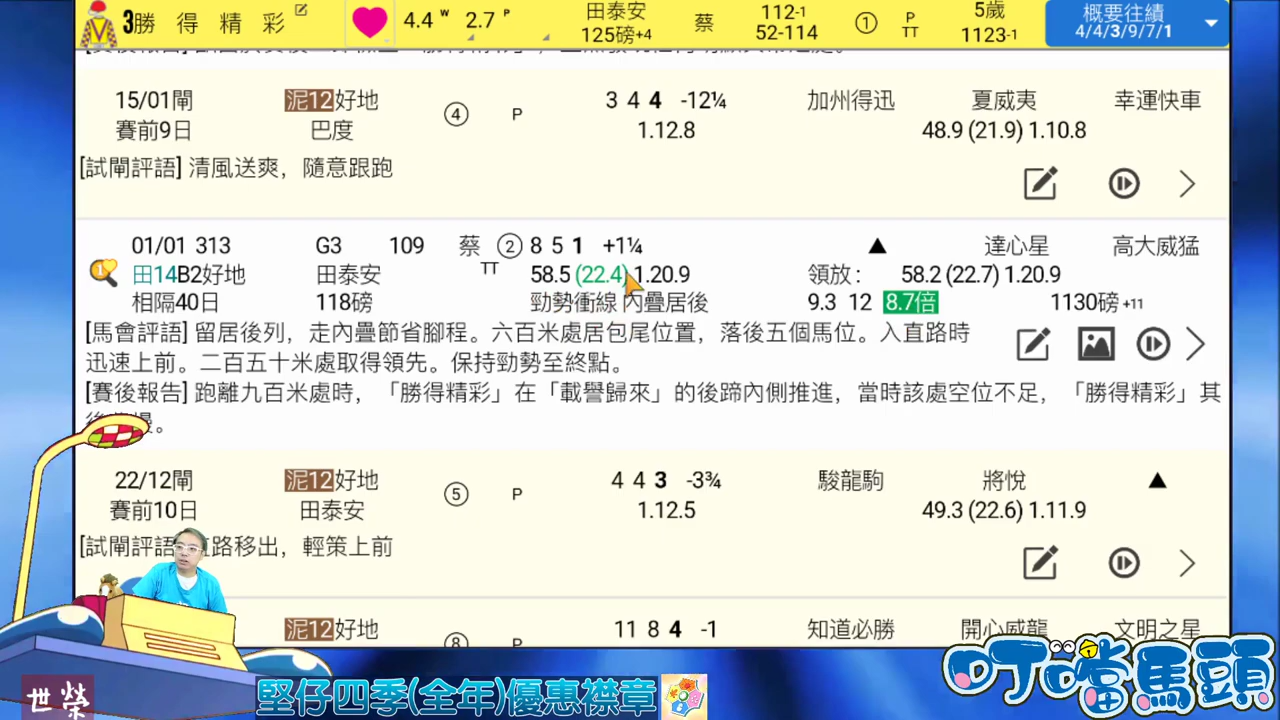 3勝得精彩 4.4 W 2.7 P 田泰安 125磅+4 蔡 112-1 52-114 ① P TT 5歲 1123-1 概要往績 4/4/3/9/7/1
15/01閘 泥12好地 ④ P 3 4 4 -12¼ 加州得迅 夏威夷 幸運快車
賽前9日 巴度 1.12.8 48.9 (21.9) 1.10.8
[試閘評語] 清風送爽，隨意跟跑
01/01 313 G3 109 蔡 ② 8 5 1 +1¼ ▲ 達心星 高大威猛
田14B2好地 田泰安 TT 58.5 (22.4) 1.20.9 領放： 58.2 (22.7) 1.20.9
相隔40日 118磅 勁勢衝線 內疊居後 9.3 12 8.7倍 1130磅+11
[馬會評語] 留居後列，走內疊節省腳程。六百米處居包尾位置，落後五個馬位。入直路時
迅速上前。二百五十米處取得領先。保持勁勢至終點。
[賽後報告] 跑離九百米處時，「勝得精彩」在「載譽歸來」的後蹄內側推進，當時該處空位不足，「勝得精彩」其
後。
22/12閘 泥12好地 ⑤ P 4 4 3 -3¾ 駿龍駒 將悅 ▲
賽前10日 田泰安 1.12.5 49.3 (22.6) 1.11.9
[試閘評語 路移出，輕策上前
泥12好地 ⑧ P 11 8 4 -1 知道必勝 開心威龍 文明之星
叮噹馬頭
世榮 堅仔四季(全年)優惠襟章